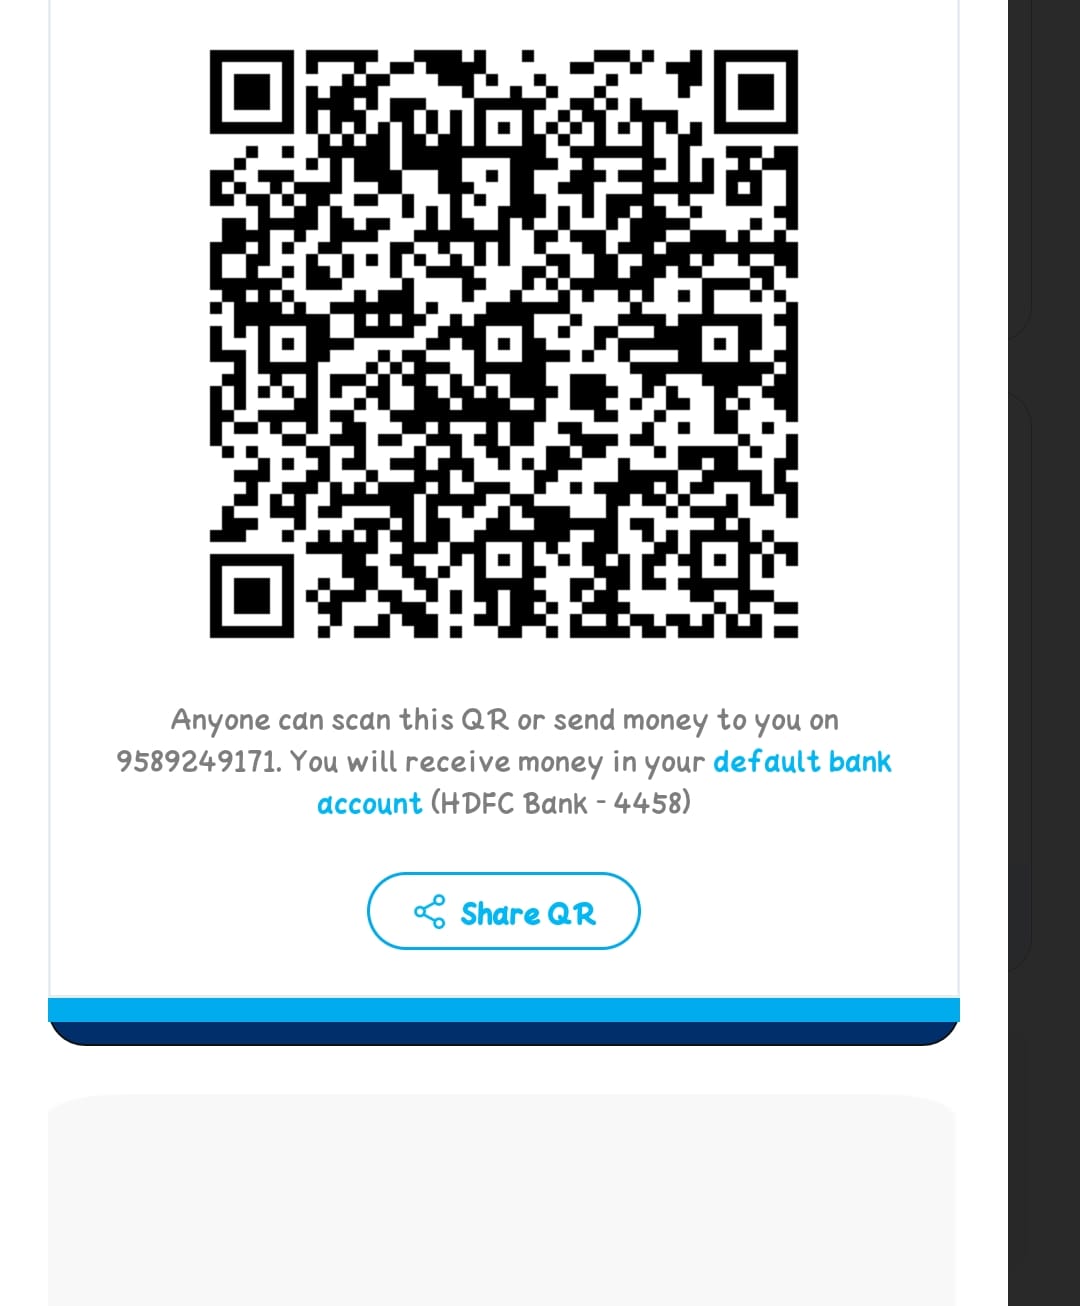 Anyone can scan this QR or send money to you on
9589249171. You will receive money in your default bank
account (HDFC Bank - 4458)
Share QR